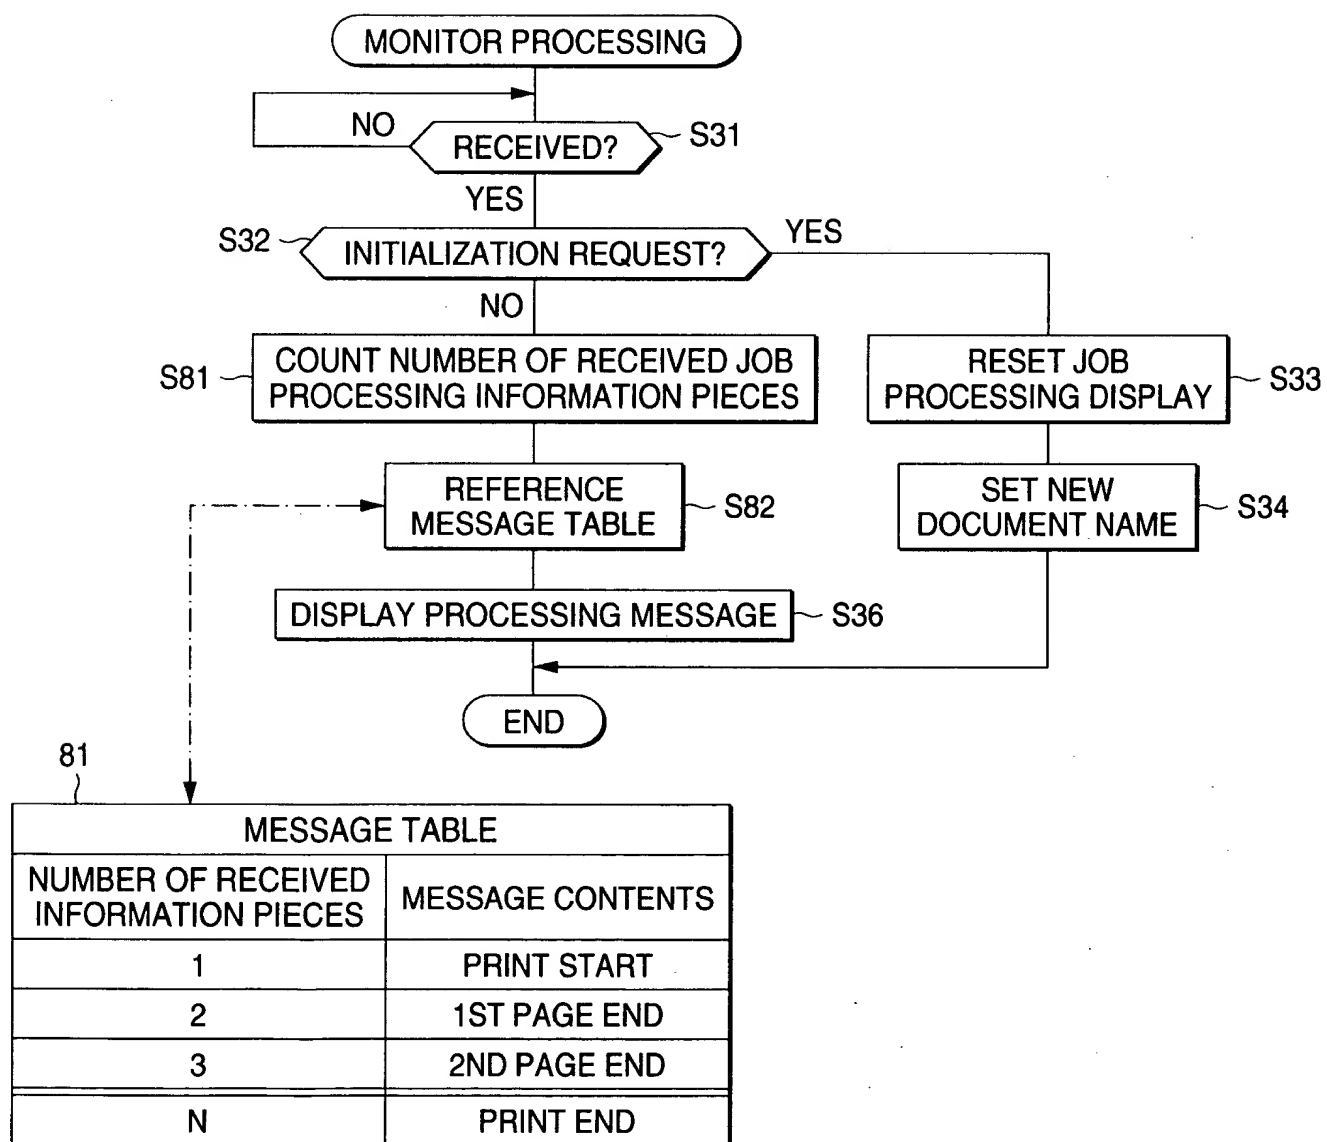 MONITOR PROCESSING
NO
RECEIVED?
S31
YES
S32
INITIALIZATION REQUEST?
YES
NO
S81
COUNT NUMBER OF RECEIVED JOB
PROCESSING INFORMATION PIECES
RESET JOB
PROCESSING DISPLAY
S33
REFERENCE
MESSAGE TABLE
S82
SET NEW
DOCUMENT NAME
S34
DISPLAY PROCESSING MESSAGE
S36
END
81
MESSAGE TABLE
NUMBER OF RECEIVED
INFORMATION PIECES
MESSAGE CONTENTS
1
PRINT START
2
1ST PAGE END
3
2ND PAGE END
N
PRINT END